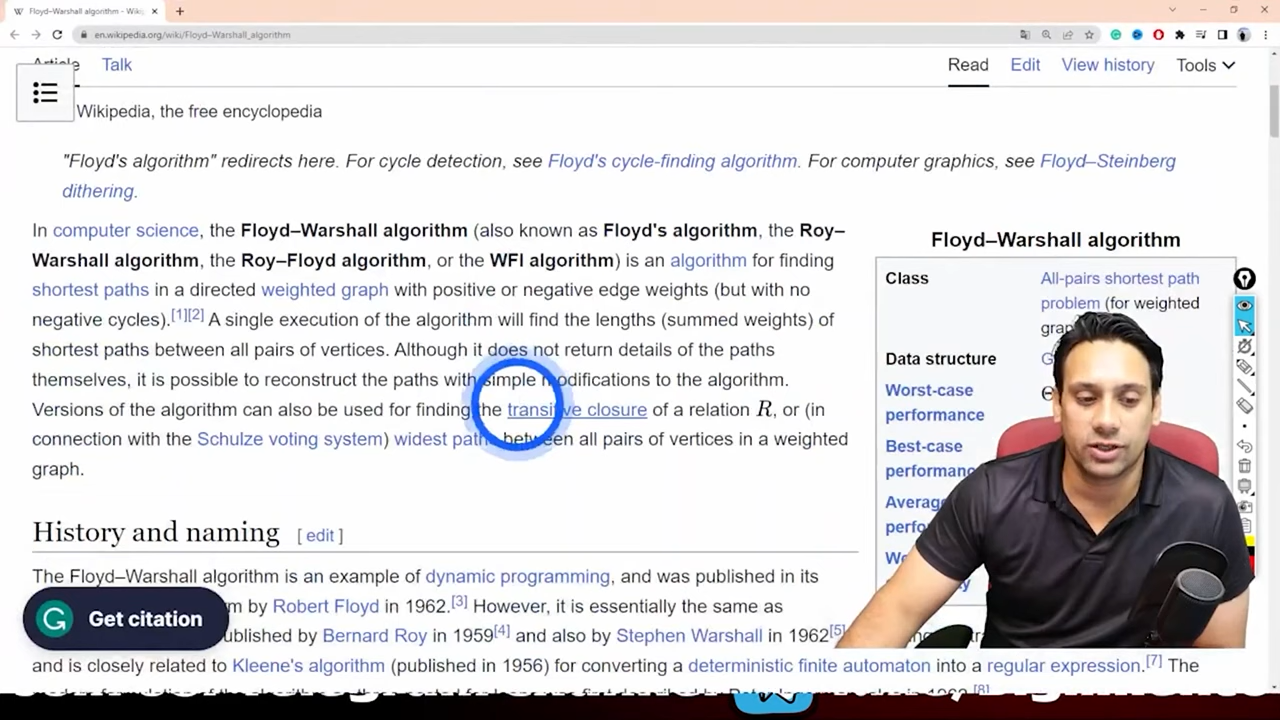 Floyd–Warshall algorithm - Wiki
en.wikipedia.org/wiki/Floyd–Warshall_algorithm
Article Talk Read Edit View history Tools
Wikipedia, the free encyclopedia
"Floyd's algorithm" redirects here. For cycle detection, see Floyd's cycle-finding algorithm. For computer graphics, see Floyd–Steinberg
dithering.
In computer science, the Floyd–Warshall algorithm (also known as Floyd's algorithm, the Roy–
Warshall algorithm, the Roy–Floyd algorithm, or the WFI algorithm) is an algorithm for finding
shortest paths in a directed weighted graph with positive or negative edge weights (but with no
negative cycles).[1][2] A single execution of the algorithm will find the lengths (summed weights) of
shortest paths between all pairs of vertices. Although it does not return details of the paths
themselves, it is possible to reconstruct the paths with simple modifications to the algorithm.
Versions of the algorithm can also be used for finding the transitive closure of a relation R, or (in
connection with the Schulze voting system) widest paths between all pairs of vertices in a weighted
graph.
Floyd–Warshall algorithm
Class All-pairs shortest path
problem (for weighted
Data structure
Worst-case
performance
Best-case
performance
Average
History and naming [ edit ]
The Floyd–Warshall algorithm is an example of dynamic programming, and was published in its
by Robert Floyd in 1962.[3] However, it is essentially the same as
Get citation
published by Bernard Roy in 1959[4] and also by Stephen Warshall in 1962[5]
and is closely related to Kleene's algorithm (published in 1956) for converting a deterministic finite automaton into a regular expression.[7] The